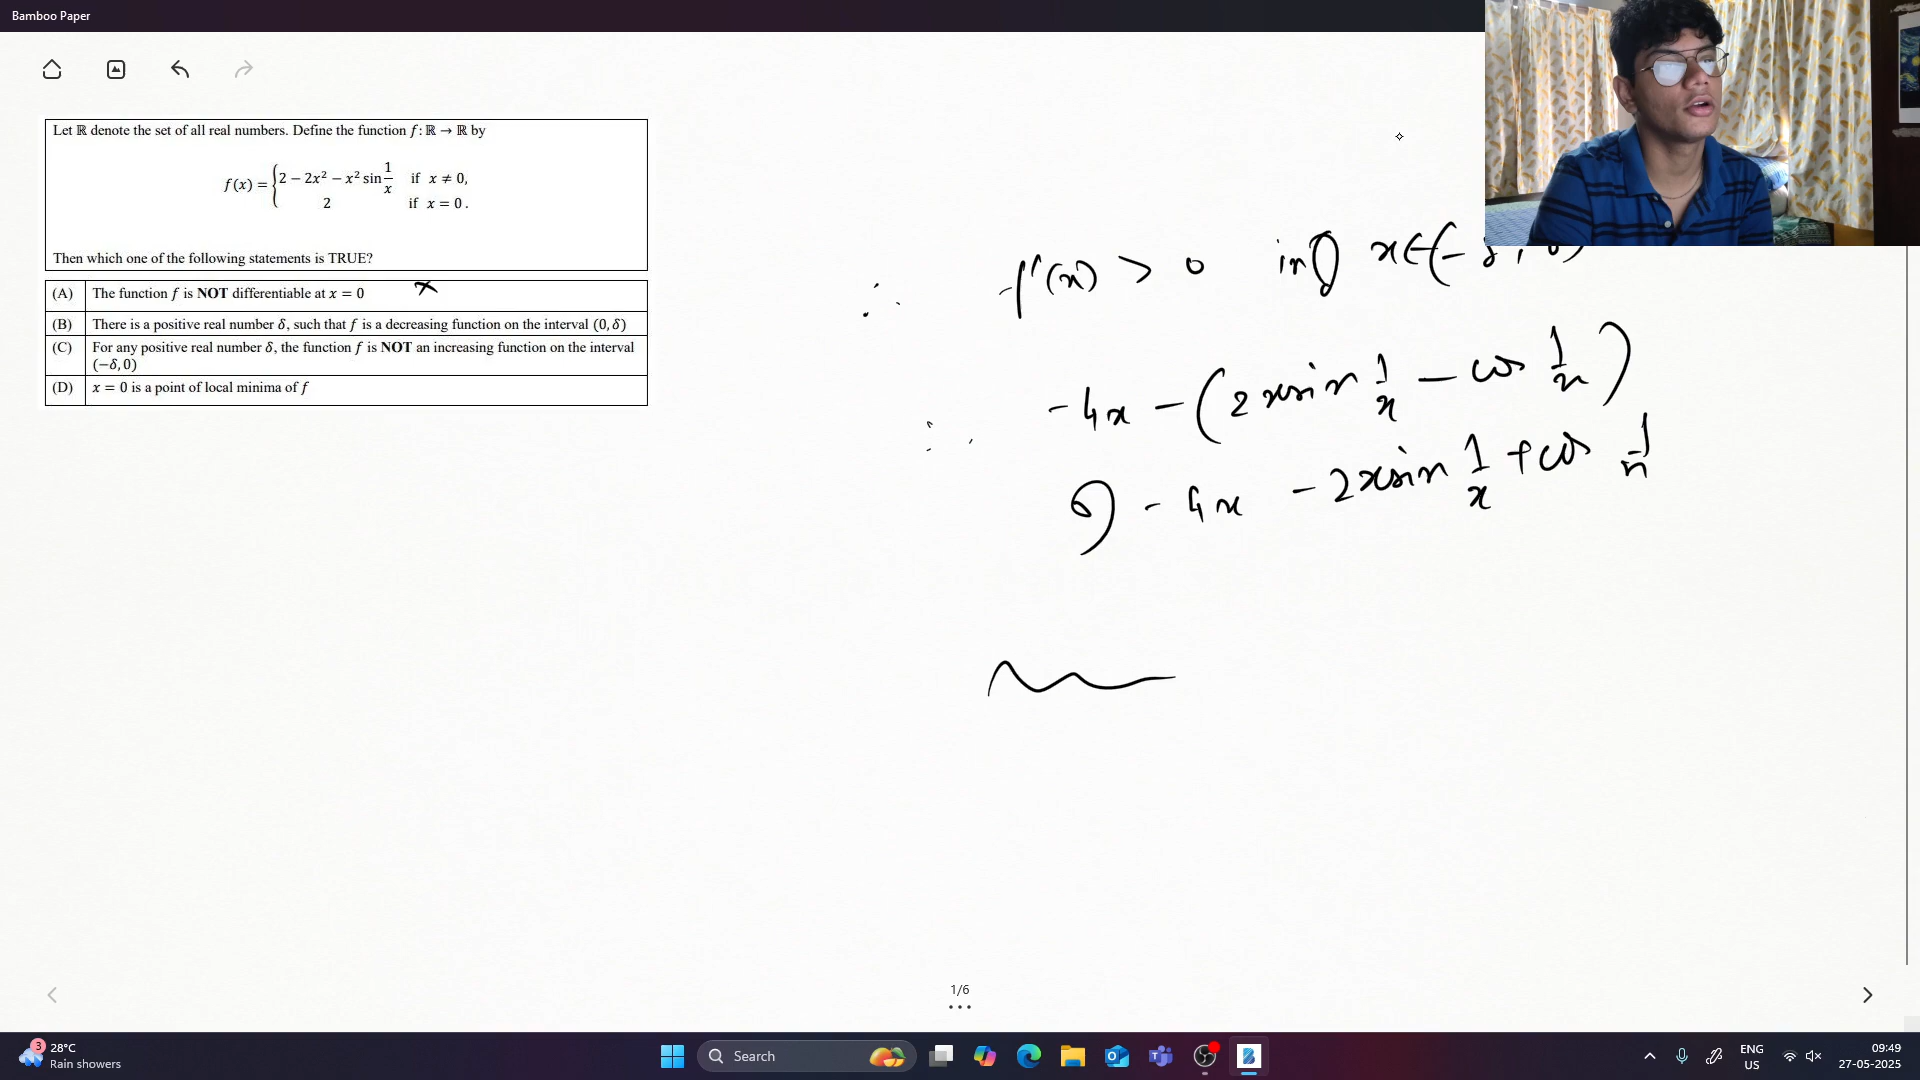 Bamboo Paper
Let ℝ denote the set of all real numbers. Define the function f: ℝ → ℝ by
f(x) = { 2 − 2x² − x² sin 1/x if x ≠ 0,
2 if x = 0 .
Then which one of the following statements is TRUE?
(A) The function f is NOT differentiable at x = 0 ×
(B) There is a positive real number δ, such that f is a decreasing function on the interval (0, δ)
(C) For any positive real number δ, the function f is NOT an increasing function on the interval
(−δ, 0)
(D) x = 0 is a point of local minima of f
∴ f'(x) > 0 in x ∈ (− δ, 0)
− 4x − (2x sin 1/x − cos 1/x)
− 4x − 2x sin 1/x + cos 1/x
1/6
3
28°C
Rain showers
Search
ENG
US
09:49
27-05-2025